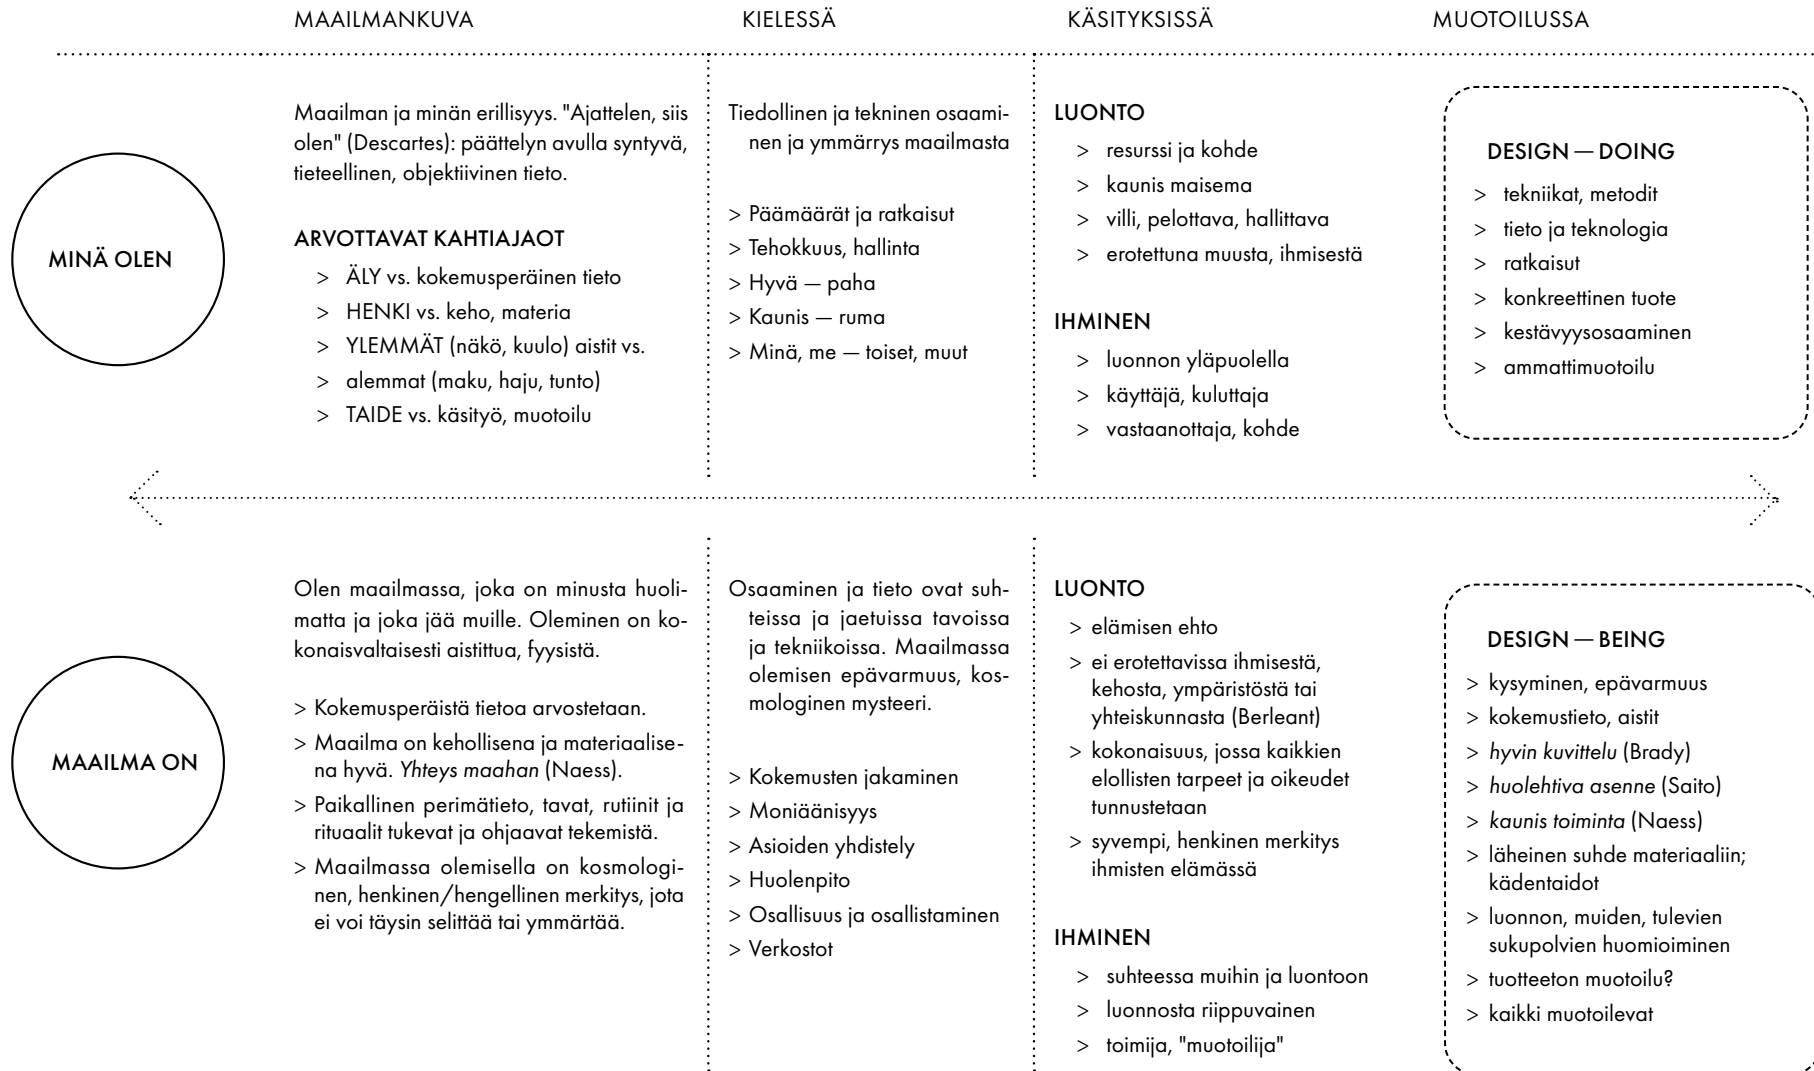 MAAILMANKUVA
KIELESSÄ
KÄSITYKSISSÄ
MUOTOILUSSA
MINÄ OLEN
Maailman ja minän erillisyys. "Ajattelen, siis
olen" (Descartes): päättelyn avulla syntyvä,
tieteellinen, objektiivinen tieto.
ARVOTTAVAT KAHTIAJAOT
> ÄLY vs. kokemusperäinen tieto
> HENKI vs. keho, materia
> YLEMMÄT (näkö, kuulo) aistit vs.
> alemmat (maku, haju, tunto)
> TAIDE vs. käsityö, muotoilu
Tiedollinen ja tekninen osaami-
nen ja ymmärrys maailmasta
> Päämäärät ja ratkaisut
> Tehokkuus, hallinta
> Hyvä — paha
> Kaunis — ruma
> Minä, me — toiset, muut
LUONTO
> resurssi ja kohde
> kaunis maisema
> villi, pelottava, hallittava
> erotettuna muusta, ihmisestä
IHMINEN
> luonnon yläpuolella
> käyttäjä, kuluttaja
> vastaanottaja, kohde
DESIGN — DOING
> tekniikat, metodit
> tieto ja teknologia
> ratkaisut
> konkreettinen tuote
> kestävyysosaaminen
> ammattimuotoilu
MAAILMA ON
Olen maailmassa, joka on minusta huoli-
matta ja joka jää muille. Oleminen on ko-
konaisvaltaisesti aistittua, fyysistä.
> Kokemusperäistä tietoa arvostetaan.
> Maailma on kehollisena ja materiaalise-
na hyvä. Yhteys maahan (Naess).
> Paikallinen perimätieto, tavat, rutiinit ja
rituaalit tukevat ja ohjaavat tekemistä.
> Maailmassa olemisella on kosmologi-
nen, henkinen/hengellinen merkitys, jota
ei voi täysin selittää tai ymmärtää.
Osaaminen ja tieto ovat suh-
teissa ja jaetuissa tavoissa
ja tekniikoissa. Maailmassa
olemisen epävarmuus, kos-
mologinen mysteeri.
> Kokemusten jakaminen
> Moniäänisyys
> Asioiden yhdistely
> Huolenpito
> Osallisuus ja osallistaminen
> Verkostot
LUONTO
> elämisen ehto
> ei erotettavissa ihmisestä,
kehosta, ympäristöstä tai
yhteiskunnasta (Berleant)
> kokonaisuus, jossa kaikkien
elollisten tarpeet ja oikeudet
tunnustetaan
> syvempi, henkinen merkitys
ihmisten elämässä
IHMINEN
> suhteessa muihin ja luontoon
> luonnosta riippuvainen
> toimija, "muotoilija"
DESIGN — BEING
> kysyminen, epävarmuus
> kokemustieto, aistit
> hyvin kuvittelu (Brady)
> huolehtiva asenne (Saito)
> kaunis toiminta (Naess)
> läheinen suhde materiaaliin;
kädentaidot
> luonnon, muiden, tulevien
sukupolvien huomioiminen
> tuotteeton muotoilu?
> kaikki muotoilevat